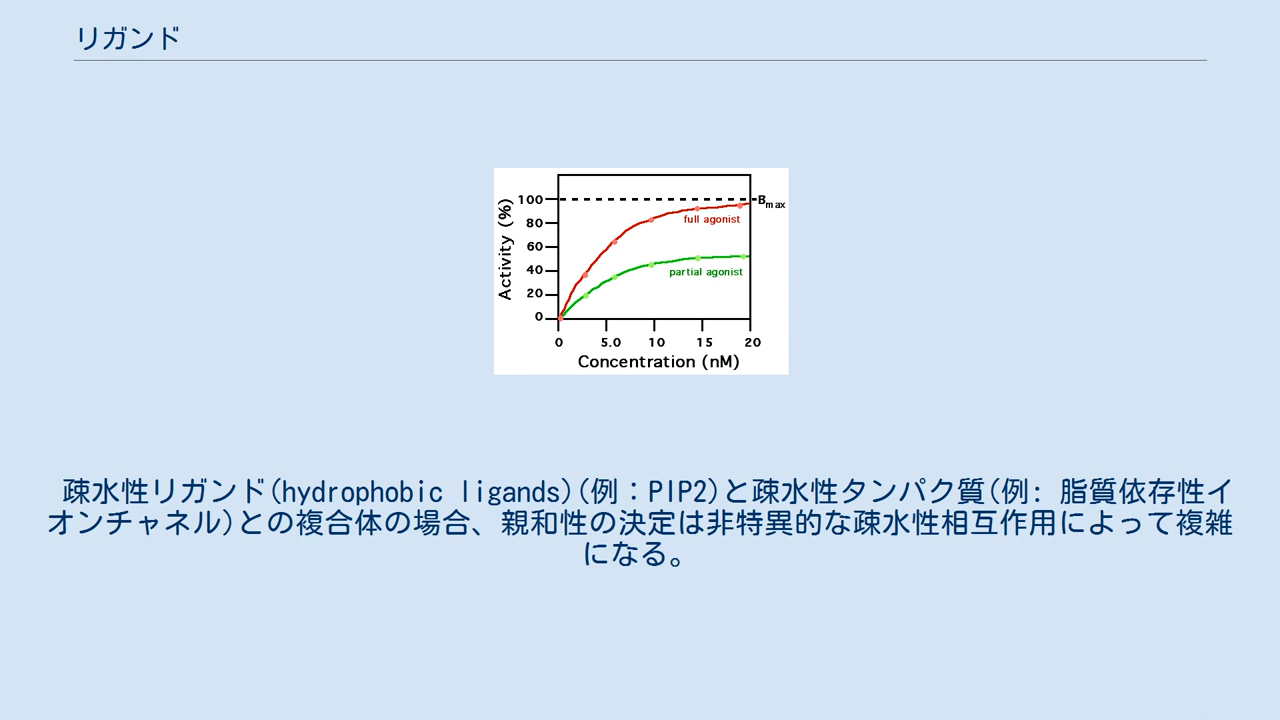 リガンド
100
B max
80
full agonist
60
40
partial agonist
20
0
Activity (%)
0 5.0 10 15 20
Concentration (nM)
疎水性リガンド(hydrophobic ligands)(例：PIP2)と疎水性タンパク質(例: 脂質依存性イ
オンチャネル)との複合体の場合、親和性の決定は非特異的な疎水性相互作用によって複雑
になる。